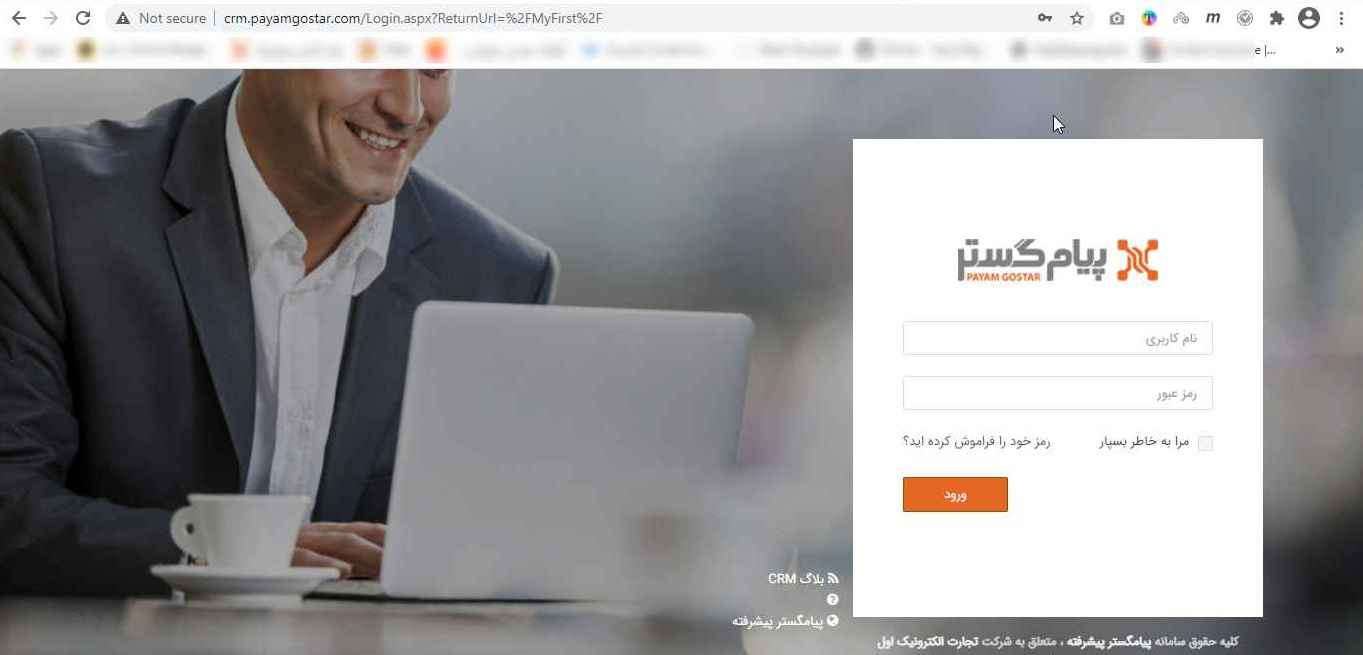 Not secure | crm.payamgostar.com/Login.aspx?ReturnUrl=%2FMyFirst%2F
e |...
پیام گستر
PAYAM GOSTAR
نام کاربری
رمز عبور
مرا به خاطر بسپار
رمز خود را فراموش کرده اید؟
ورود
بلاگ CRM
پیامگستر پیشرفته
کلیه حقوق سامانه پیامگستر پیشرفته ، متعلق به شرکت تجارت الکترونیک اول